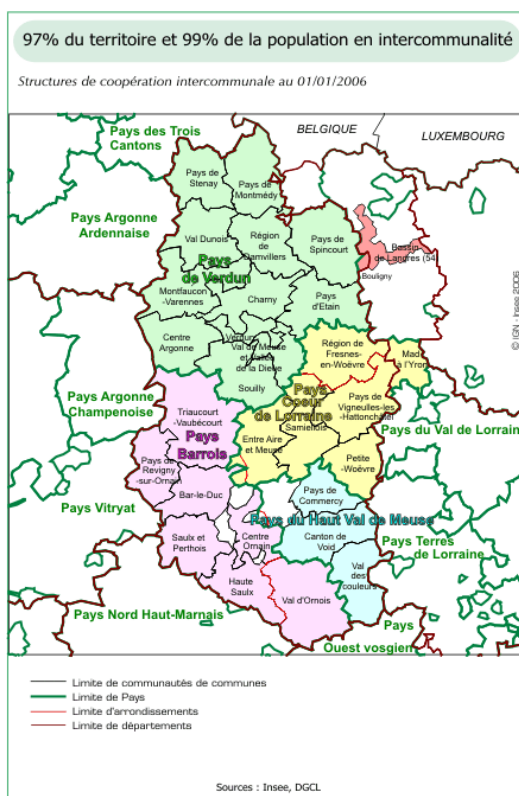 97% du territoire et 99% de la population en intercommunalité
Structures de coopération intercommunale au 01/01/2006
BELGIQUE
LUXEMBOURG
Pays des Trois
Cantons
Pays de
Stenay
Pays de
Montmédy
Pays Argonne
Ardennaise
Val Dunois
Région
de
Damvillers
Pays de
Spincourt
Bassin
de Landres (54)
Bouligny
Pays
de Verdun
Montfaucon
-Varennes
Charny
Pays
d'Etain
Centre
Argonne
Verdun
Val de Meuse
et Vallée
de la Dieue
Région de
Fresnes-
en-Woëvre
Mad
à l'Yron
Souilly
Pays Argonne
Champenoise
Pays
Coeur
de Lorraine
Triaucourt
-Vaubécourt
Pays de
Vigneulles-les
-Hattonchâtel
Samielois
Pays du Val de Lorrain
Pays
Barrois
Entre Aire
et Meuse
Petite
-Woëvre
Pays de
Revigny
-sur-Ornain
Bar-le-Duc
Pays de
Commercy
Pays Vitryat
Pays du Haut Val de Meuse
Saulx et
Perthois
Centre
Ornain
Canton de
Void
Pays Terres
de Lorraine
Haute
Saulx
Val d'Ornois
Val
des
couleurs
Pays Nord Haut-Marnais
Pays
Ouest vosgien
© IGN - Insee 2006
Limite de communautés de communes
Limite de Pays
Limite d'arrondissements
Limite de départements
Sources : Insee, DGCL